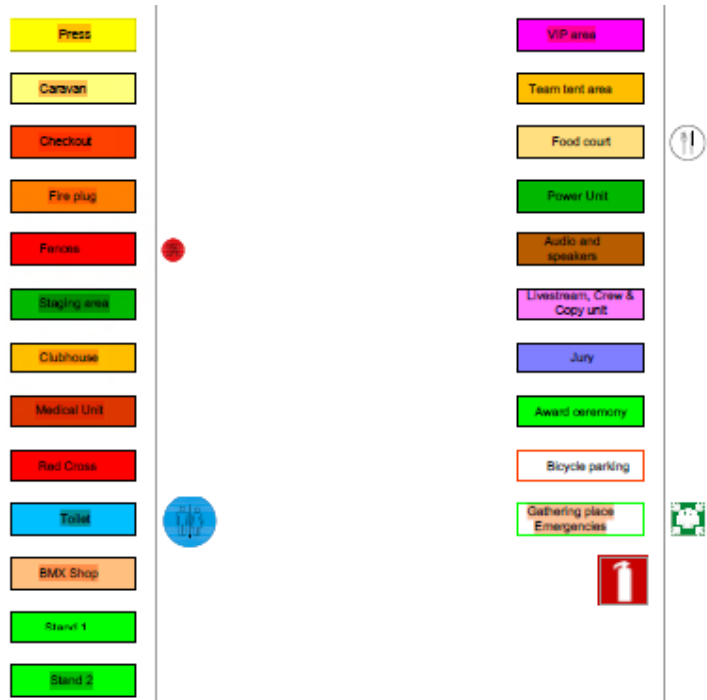 Press
Caravan
Checkout
Fire plug
Fences
Staging area
Clubhouse
Medical Unit
Red Cross
Toilet
BMX Shop
Stand 1
Stand 2
VIP area
Team tent area
Food court
Power Unit
Audio and
speakers
Livestream, Crew &
Copy unit
Jury
Award ceremony
Bicycle parking
Gathering place
Emergencies